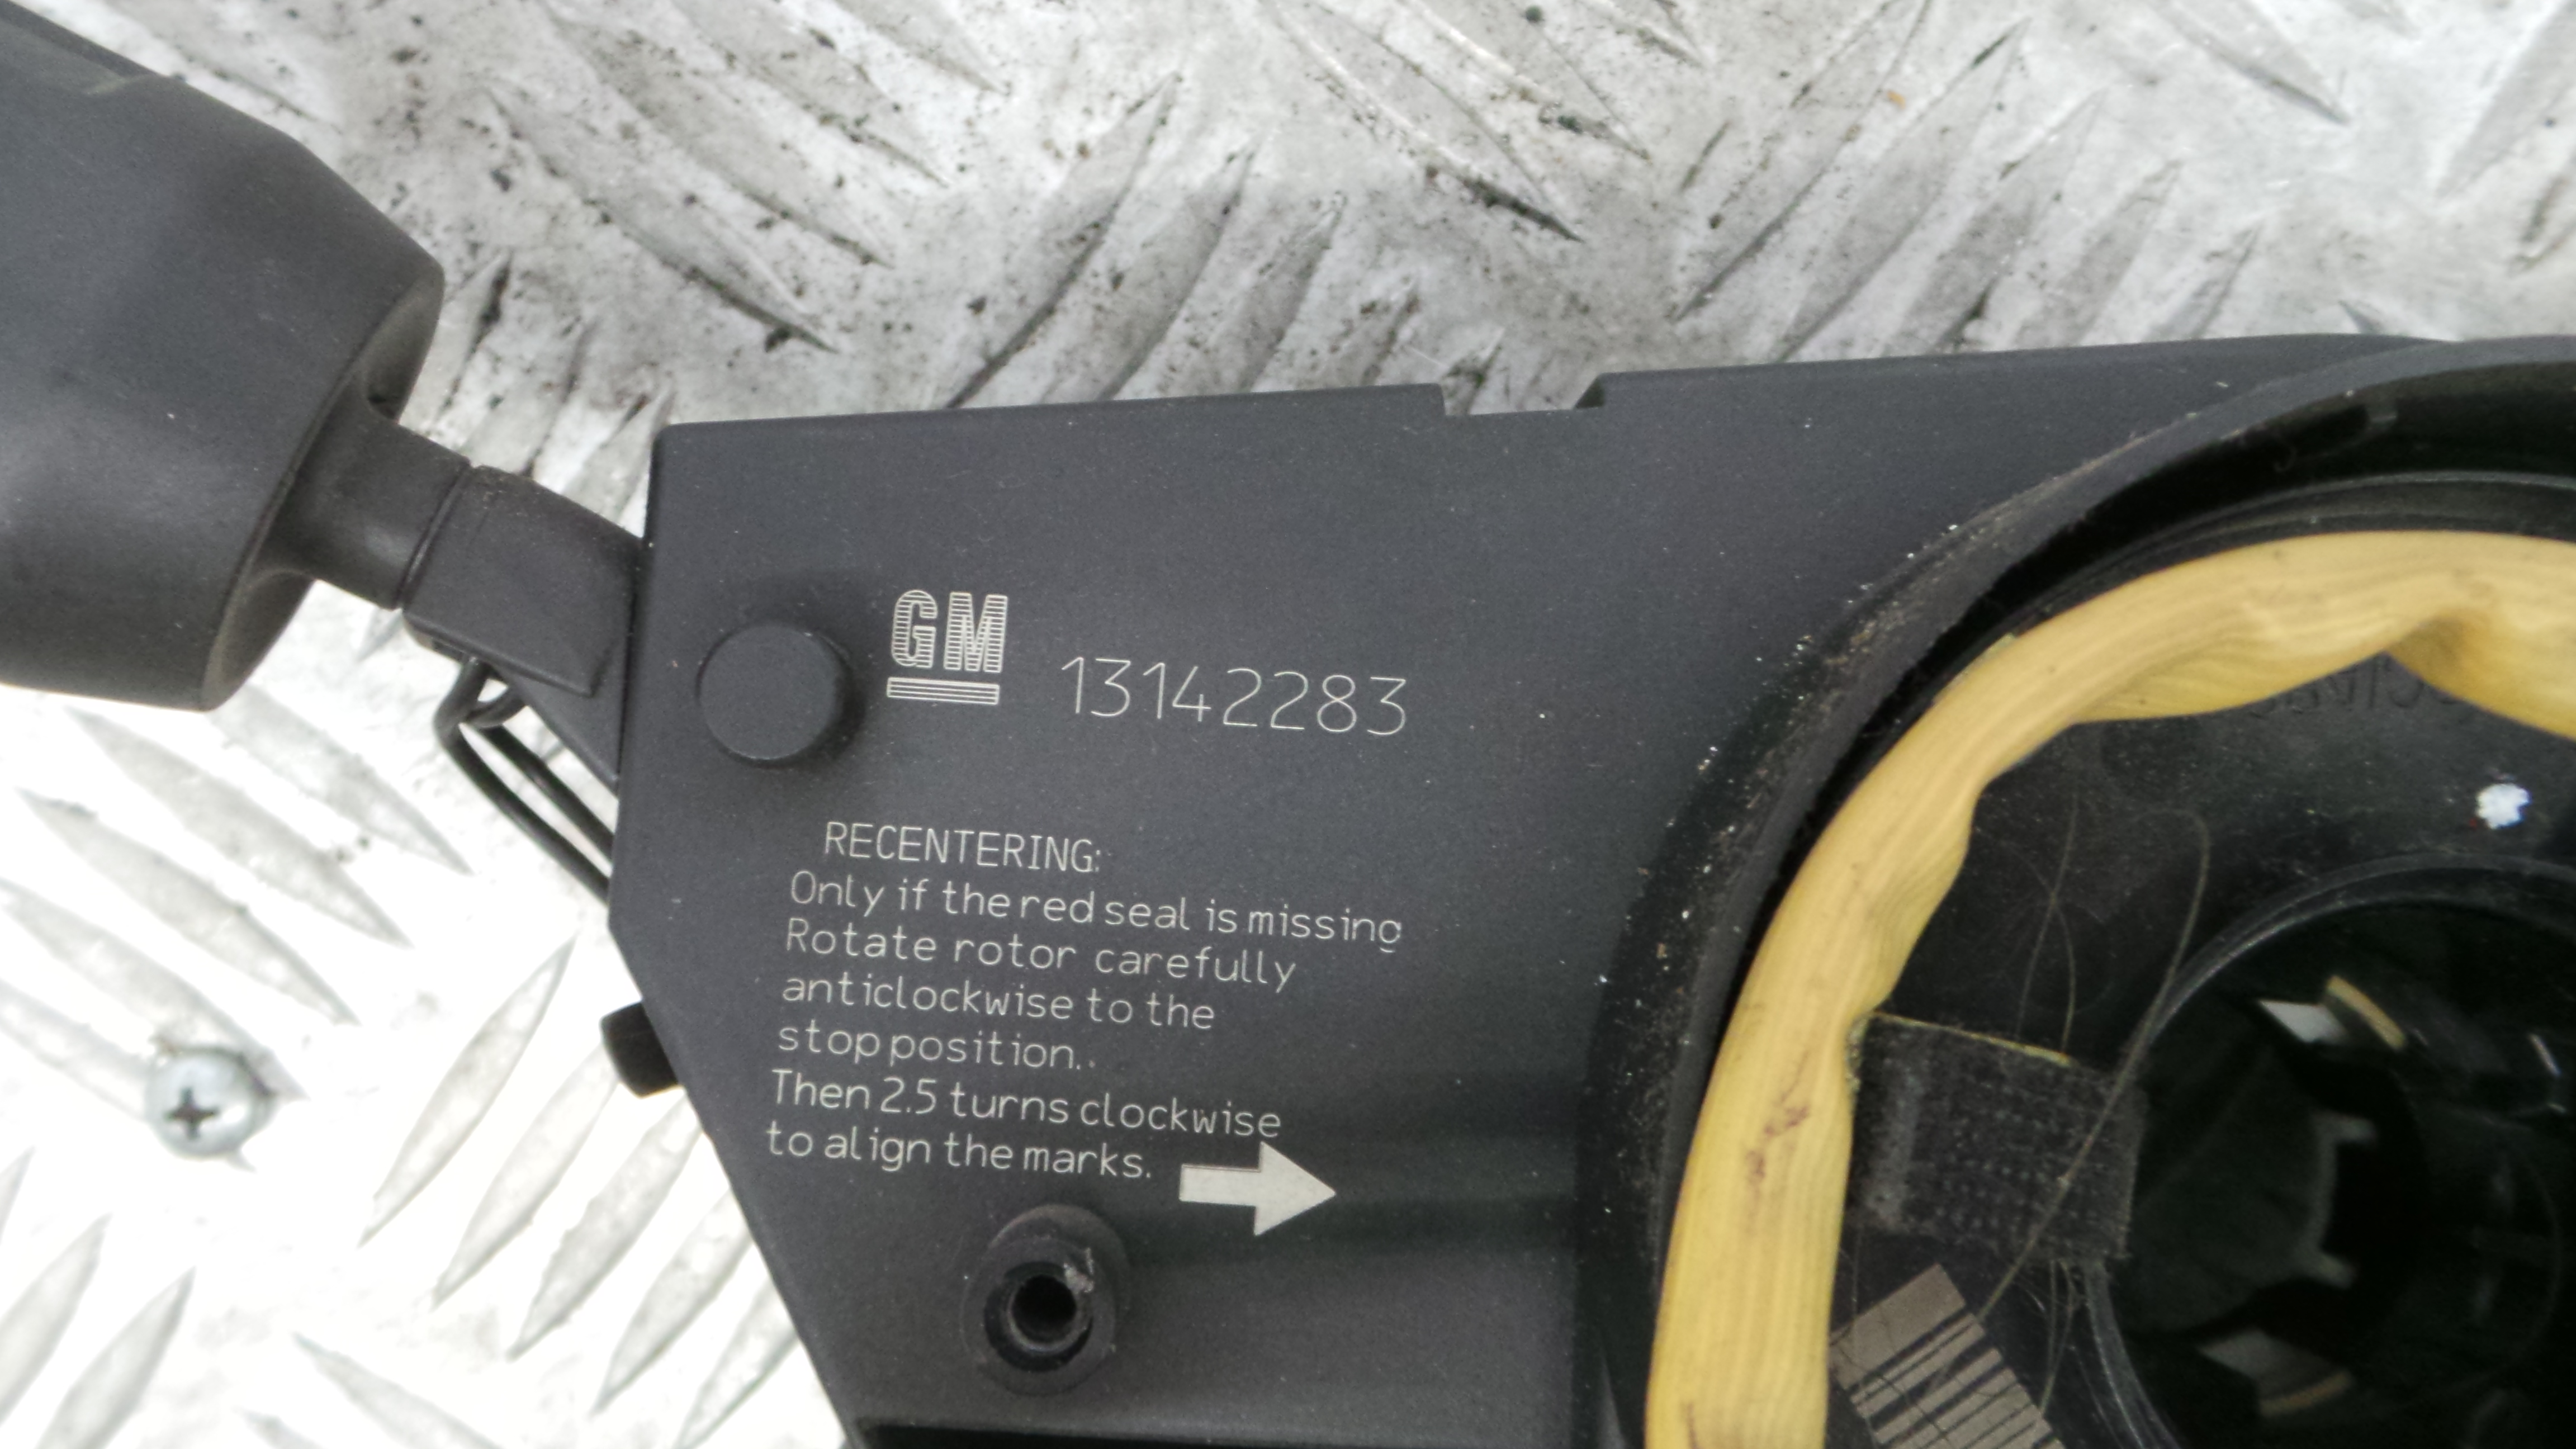 GM 13142283
RECENTERING:
Only if the red seal is missing
Rotate rotor carefully
anticlockwise to the
stop position..
Then 2.5 turns clockwise
to align the marks.